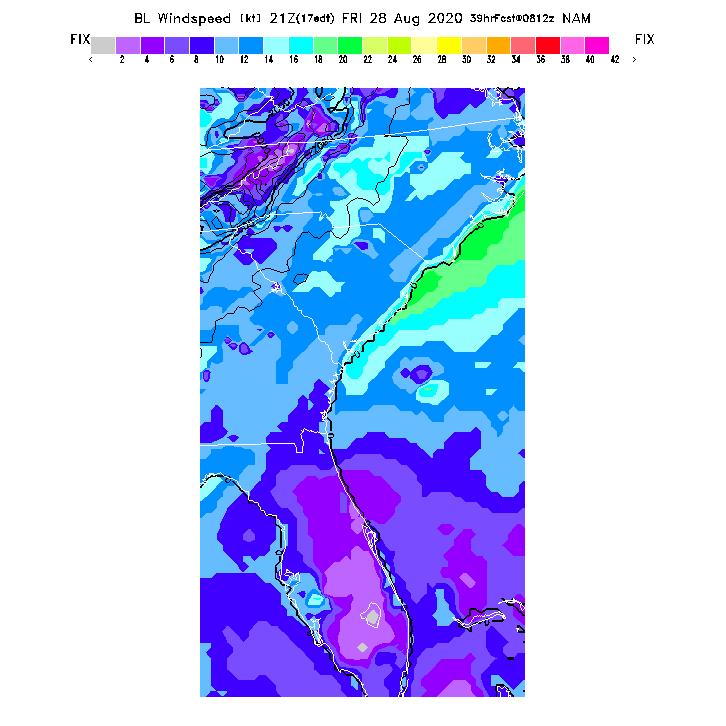 BL Windspeed [kt] 21Z(17edt) FRI 28 Aug 2020 39hrFcst@0812z NAM
FIX FIX
< 2 4 6 8 10 12 14 16 18 20 22 24 26 28 30 32 34 36 38 40 42 >